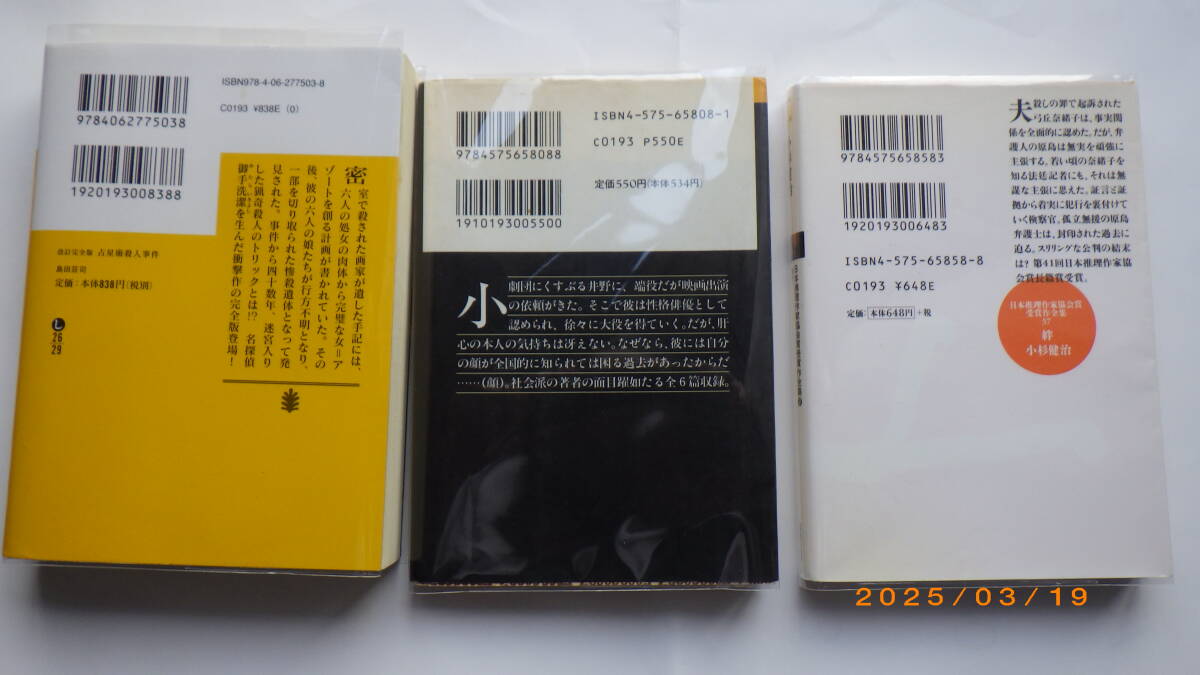 ISBN978-4-06-277503-8
C0193 ¥838E (0)
9784062775038
1920193008388
密室で殺された画家が遺した手記には、
六人の処女の肉体から完璧な女＝ア
ゾートを創る計画が書かれていた。その
後、彼の六人の娘たちが行方不明となり、
一部を切り取られた惨殺遺体となって発
見された。事件から四十数年、迷宮入り
した猟奇殺人のトリックとは!? 名探偵
御手洗潔を生んだ衝撃作の完全版登場！
改訂完全版 占星術殺人事件
島田荘司
定価：本体838円(税別)
し
26
29
ISBN4-575-65808-1
C0193 P550E
9784575658088
定価550円(本体534円)
1910193005500
小劇団にくすぶる井野に、端役だが映画出演
の依頼がきた。そこで彼は性格俳優として
認められ、徐々に大役を得ていく。だが、肝
心の本人の気持ちは冴えない。なぜなら、彼には自分
の顔が全国的に知られては困る過去があったからだ
……(顔)。社会派の著者の面目躍如たる全6篇収録。
9784575658583
1920193006483
ISBN4-575-65858-8
C0193 ¥648E
定価：本体648円＋税
夫殺しの罪で起訴された
弓丘奈緒子は、事実関
係を全面的に認めた。だが、弁
護人の原島は無実を頑強に
主張する。若い頃の奈緒子を
知る法廷記者にも、それは無
謀な主張に思えた。証言と証
拠から着実に犯行を裏付けて
いく検察官。孤立無援の原島
弁護士は、封印された過去に
迫る。スリリングな公判の結末
は？第41回日本推理作家協
会賞長篇賞受賞。
日本推理作家協会賞
受賞作全集
57
絆
小杉健治
2025/03/19